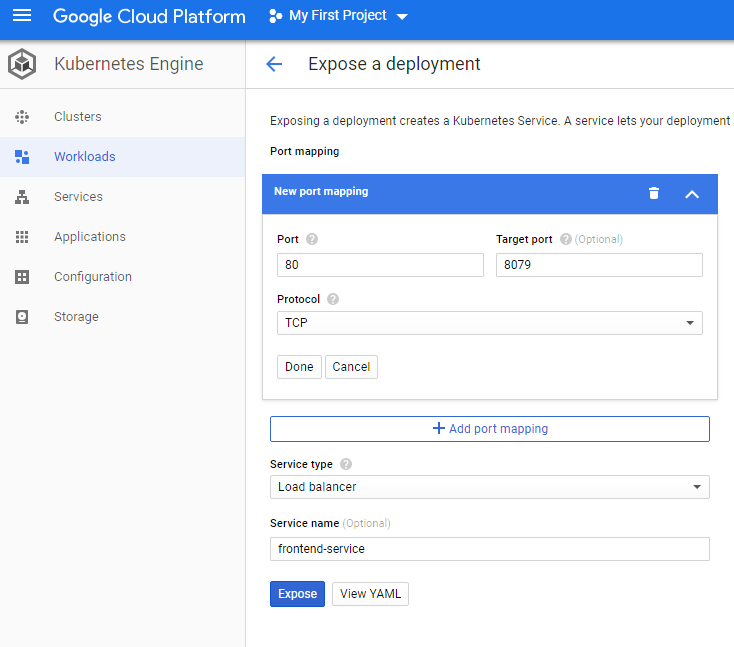 Google Cloud Platform My First Project
Kubernetes Engine
Expose a deployment
Clusters
Workloads
Services
Applications
Configuration
Storage
Exposing a deployment creates a Kubernetes Service. A service lets your deployment
Port mapping
New port mapping
Port ? Target port ? (Optional)
80 8079
Protocol ?
TCP
Done Cancel
+ Add port mapping
Service type ?
Load balancer
Service name (Optional)
frontend-service
Expose View YAML